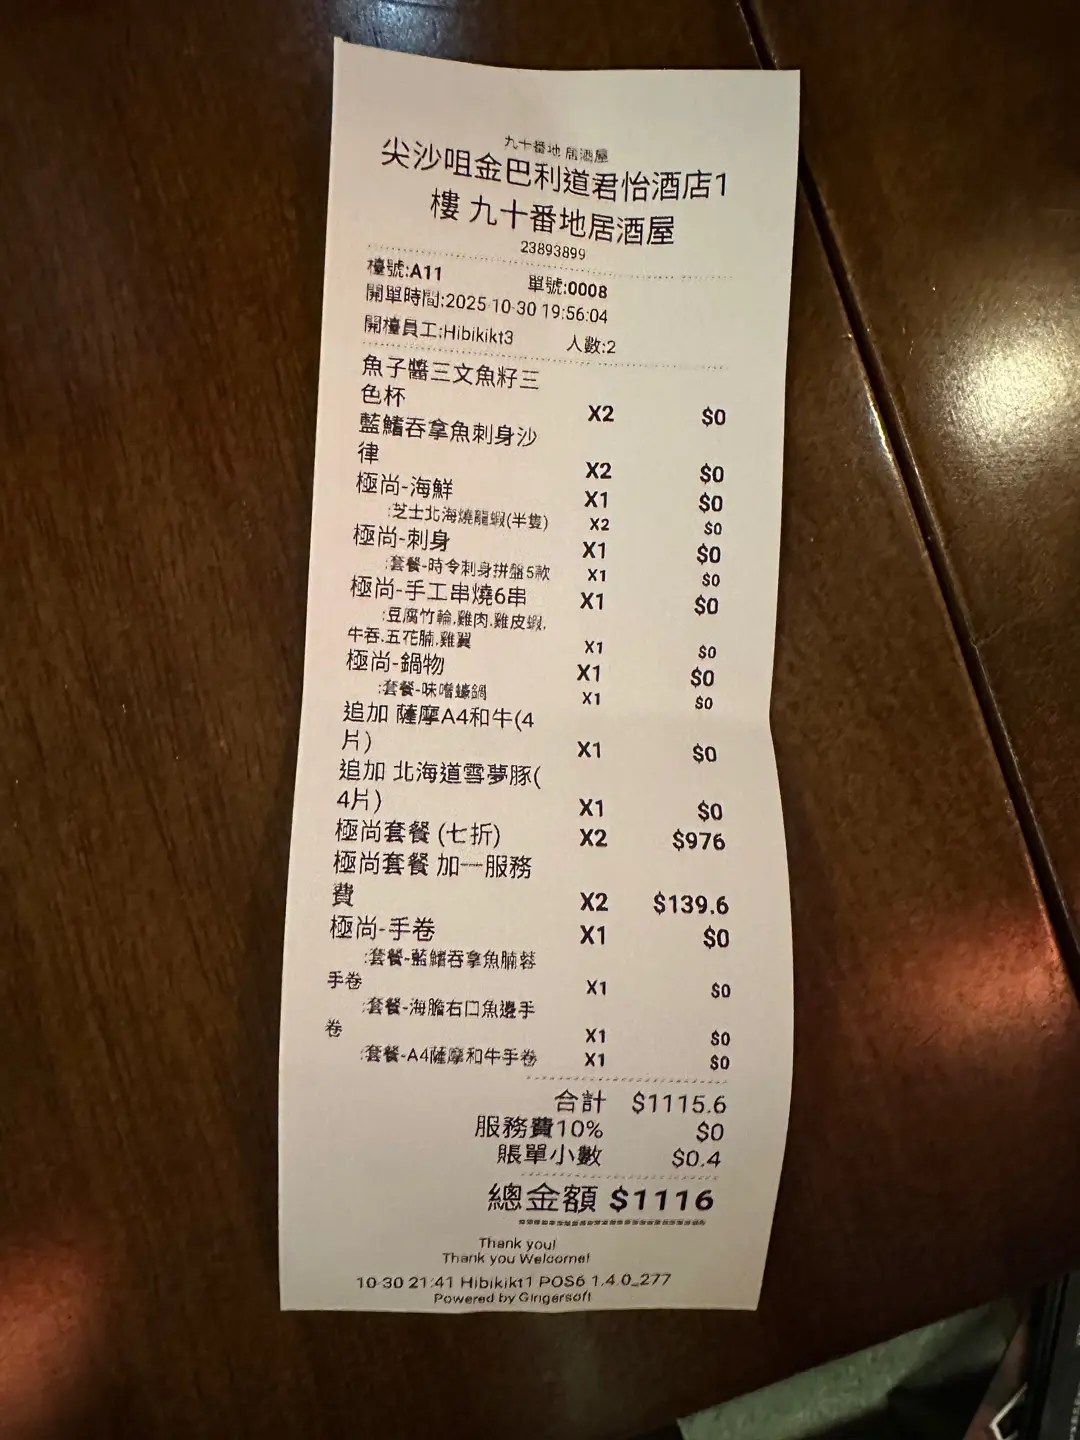 九十番地 居酒屋
尖沙咀金巴利道君怡酒店1
樓 九十番地居酒屋
23893899
檯號:A11 單號:0008
開單時間:2025-10-30 19:56:04
開檯員工:Hibikikt3 人數:2
魚子醬三文魚籽三
色杯 X2 $0
藍鰭吞拿魚刺身沙
律 X2 $0
極尚-海鮮 X1 $0
:芝士北海燒龍蝦(半隻) X2 $0
極尚-刺身 X1 $0
:套餐-時令刺身拼盤5款 X1 $0
極尚-手工串燒6串 X1 $0
:豆腐竹輪,雞肉,雞皮蝦,
牛舌,五花腩,雞翼 X1 $0
極尚-鍋物 X1 $0
:套餐-味噌蠔鍋 X1 $0
追加 薩摩A4和牛(4
片) X1 $0
追加 北海道雪夢豚(
4片) X1 $0
極尚套餐 (七折) X2 $976
極尚套餐 加一服務
費 X2 $139.6
極尚-手卷 X1 $0
:套餐-藍鰭吞拿魚腩蓉
手卷 X1 $0
:套餐-海膽右口魚邊手
卷 X1 $0
:套餐-A4薩摩和牛手卷 X1 $0
合計 $1115.6
服務費10% $0
賬單小數 $0.4
總金額 $1116
Thank you!
Thank you Welcome!
10-30 21:41 Hibikikt1 POS6 1.4.0_277
Powered by Gingersoft